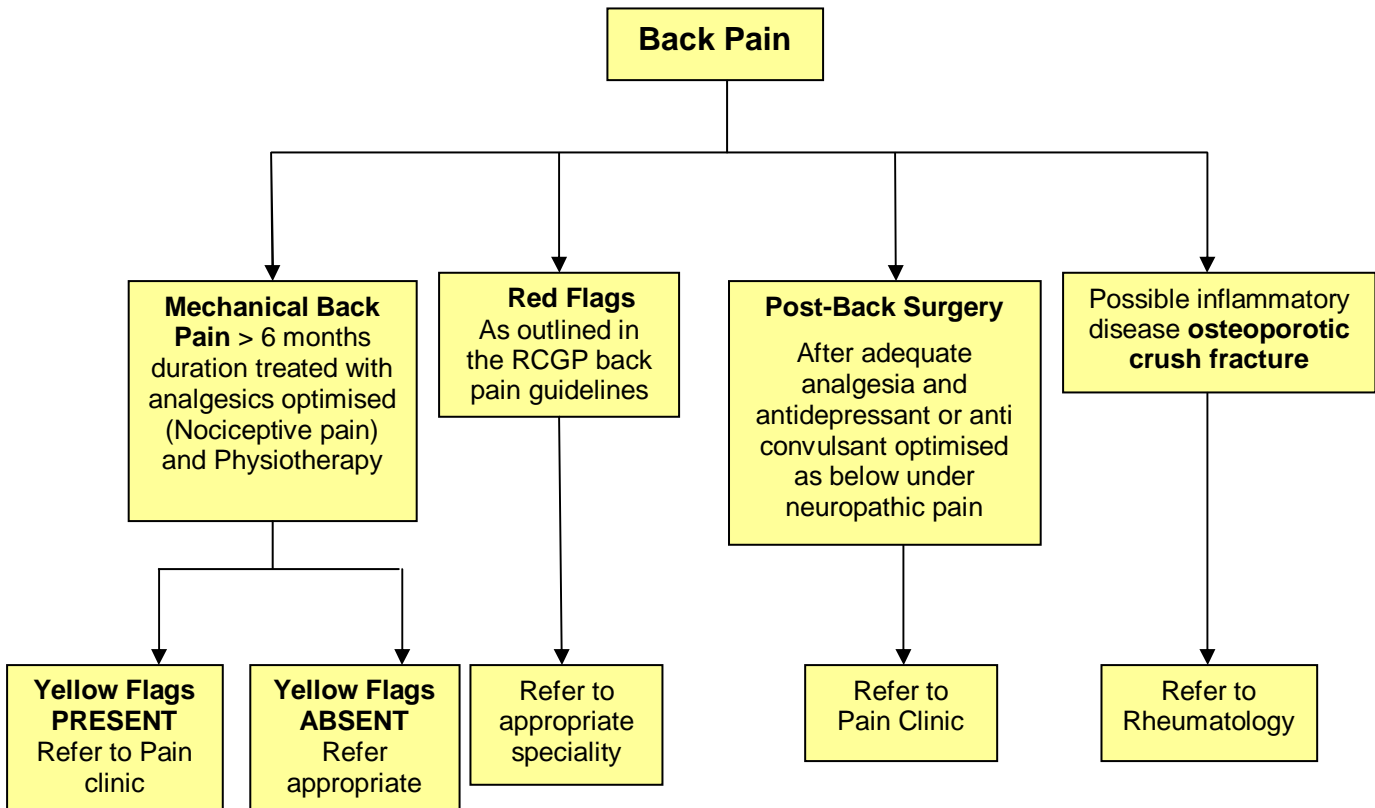 Back Pain
Mechanical Back
Pain > 6 months
duration treated with
analgesics optimised
(Nociceptive pain)
and Physiotherapy
Red Flags
As outlined in
the RCGP back
pain guidelines
Post-Back Surgery
After adequate
analgesia and
antidepressant or anti
convulsant optimised
as below under
neuropathic pain
Possible inflammatory
disease osteoporotic
crush fracture
Yellow Flags
PRESENT
Refer to Pain
clinic
Yellow Flags
ABSENT
Refer
appropriate
Refer to
appropriate
speciality
Refer to
Pain Clinic
Refer to
Rheumatology